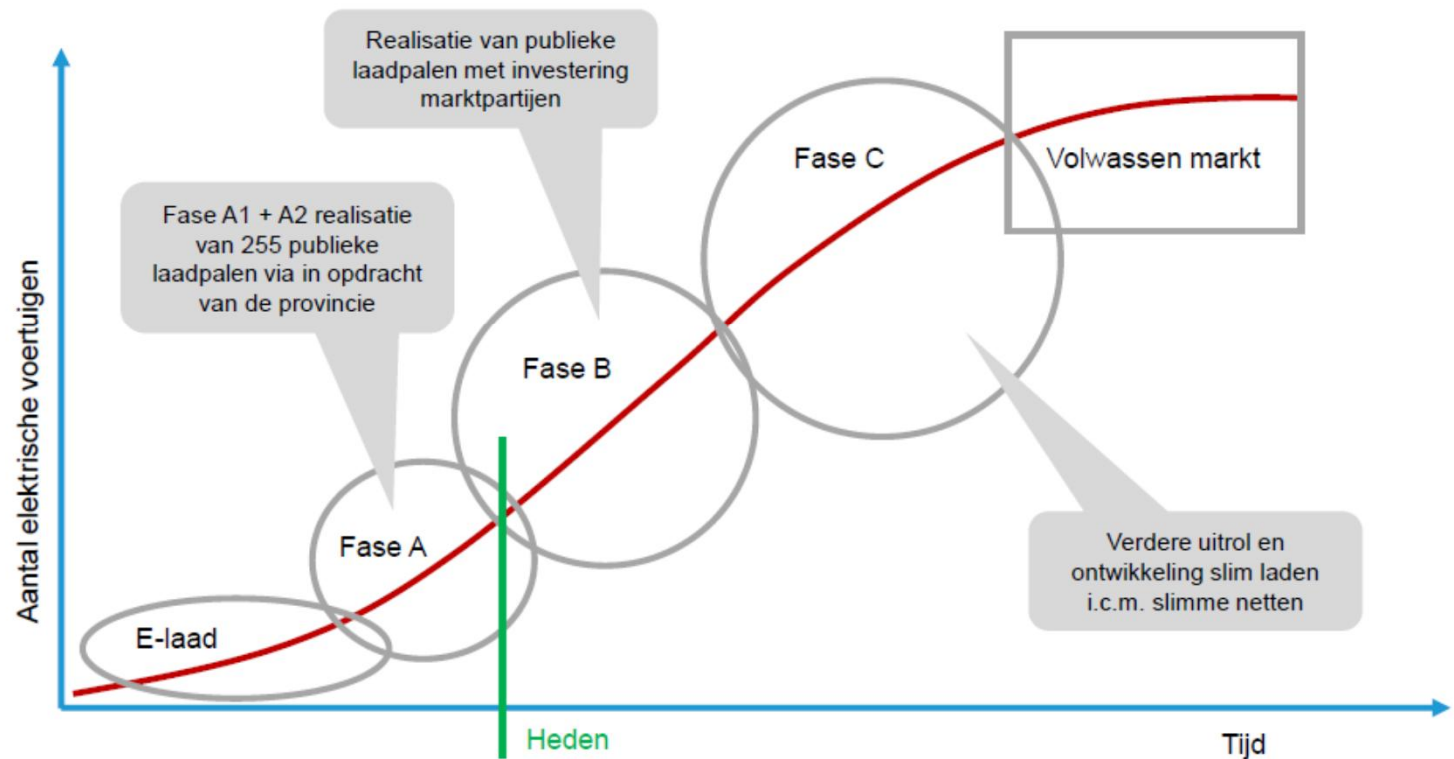 Realisatie van publieke
laadpalen met investering
marktpartijen
Fase C
Volwassen markt
Fase A1 + A2 realisatie
van 255 publieke
laadpalen via in opdracht
van de provincie
Fase B
Aantal elektrische voertuigen
Fase A
Verdere uitrol en
ontwikkeling slim laden
i.c.m. slimme netten
E-laad
Heden
Tijd